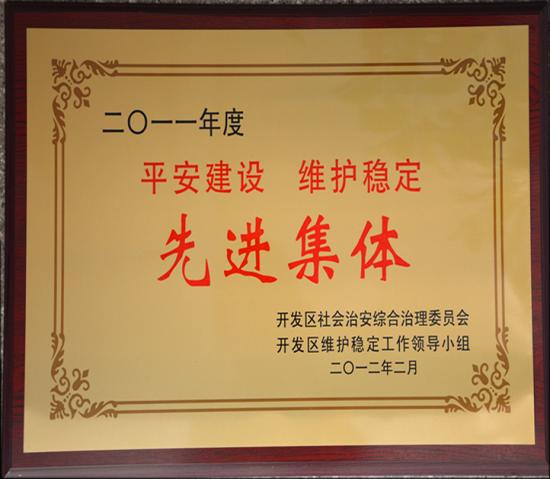 二〇一一年度
平安建设 维护稳定
先进集体
开发区社会治安综合治理委员会
开发区维护稳定工作领导小组
二〇一二年二月